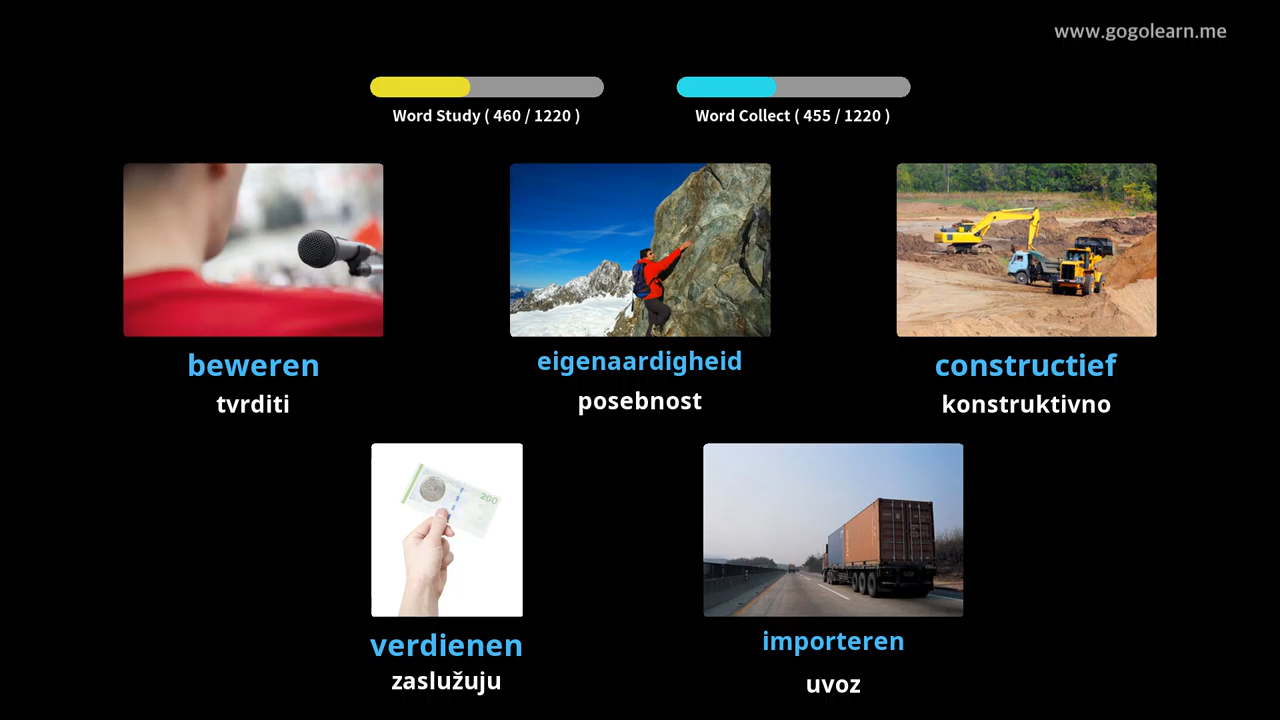 www.gogolearn.me
Word Study ( 460 / 1220 )
Word Collect ( 455 / 1220 )
beweren
tvrditi
eigenaardigheid
posebnost
constructief
konstruktivno
200
verdienen
zaslužuju
importeren
uvoz